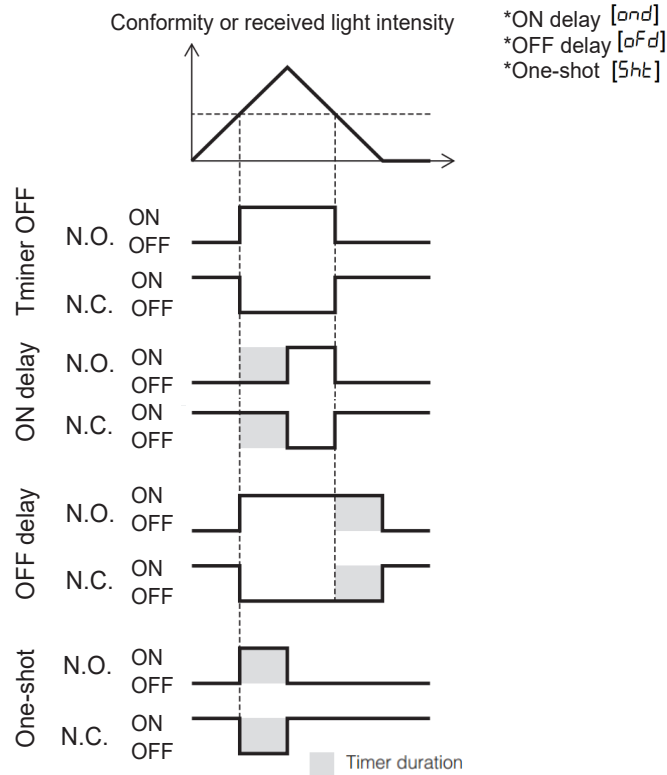 Conformity or received light intensity
*ON delay [ond]
*OFF delay [oFd]
*One-shot [Sht]
Tminer OFF
N.O. ON
OFF
N.C. ON
OFF
ON delay
N.O. ON
OFF
N.C. ON
OFF
OFF delay
N.O. ON
OFF
N.C. ON
OFF
One-shot
N.O. ON
OFF
N.C. ON
OFF
Timer duration